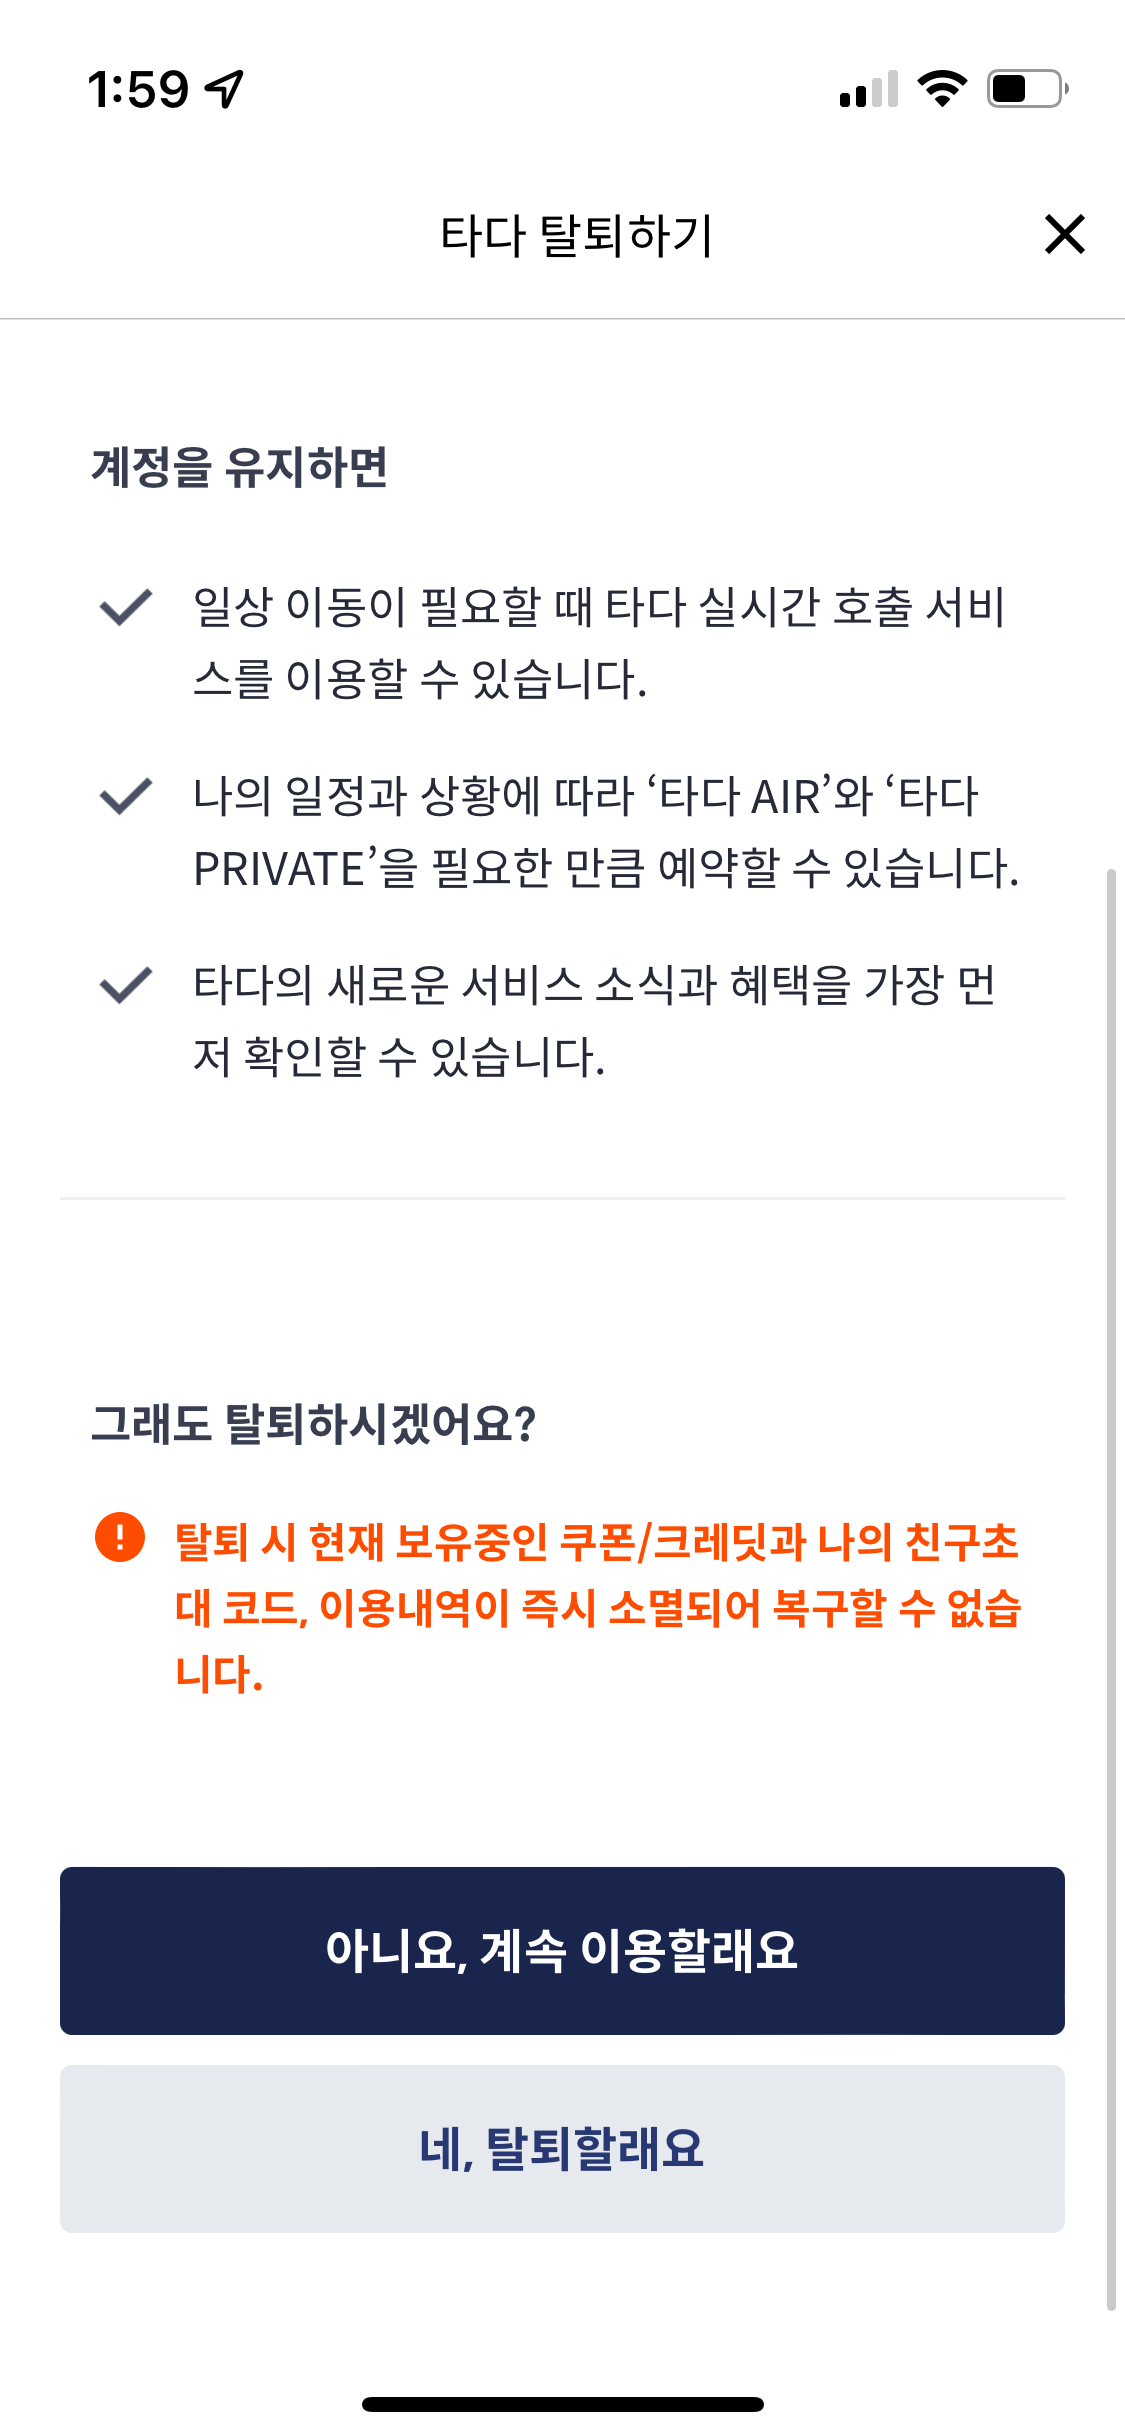 1:59
타다 탈퇴하기
계정을 유지하면
일상 이동이 필요할 때 타다 실시간 호출 서비
스를 이용할 수 있습니다.
나의 일정과 상황에 따라 ‘타다 AIR’와 ‘타다
PRIVATE’을 필요한 만큼 예약할 수 있습니다.
타다의 새로운 서비스 소식과 혜택을 가장 먼
저 확인할 수 있습니다.
그래도 탈퇴하시겠어요?
탈퇴 시 현재 보유중인 쿠폰/크레딧과 나의 친구초
대 코드, 이용내역이 즉시 소멸되어 복구할 수 없습
니다.
아니요, 계속 이용할래요
네, 탈퇴할래요